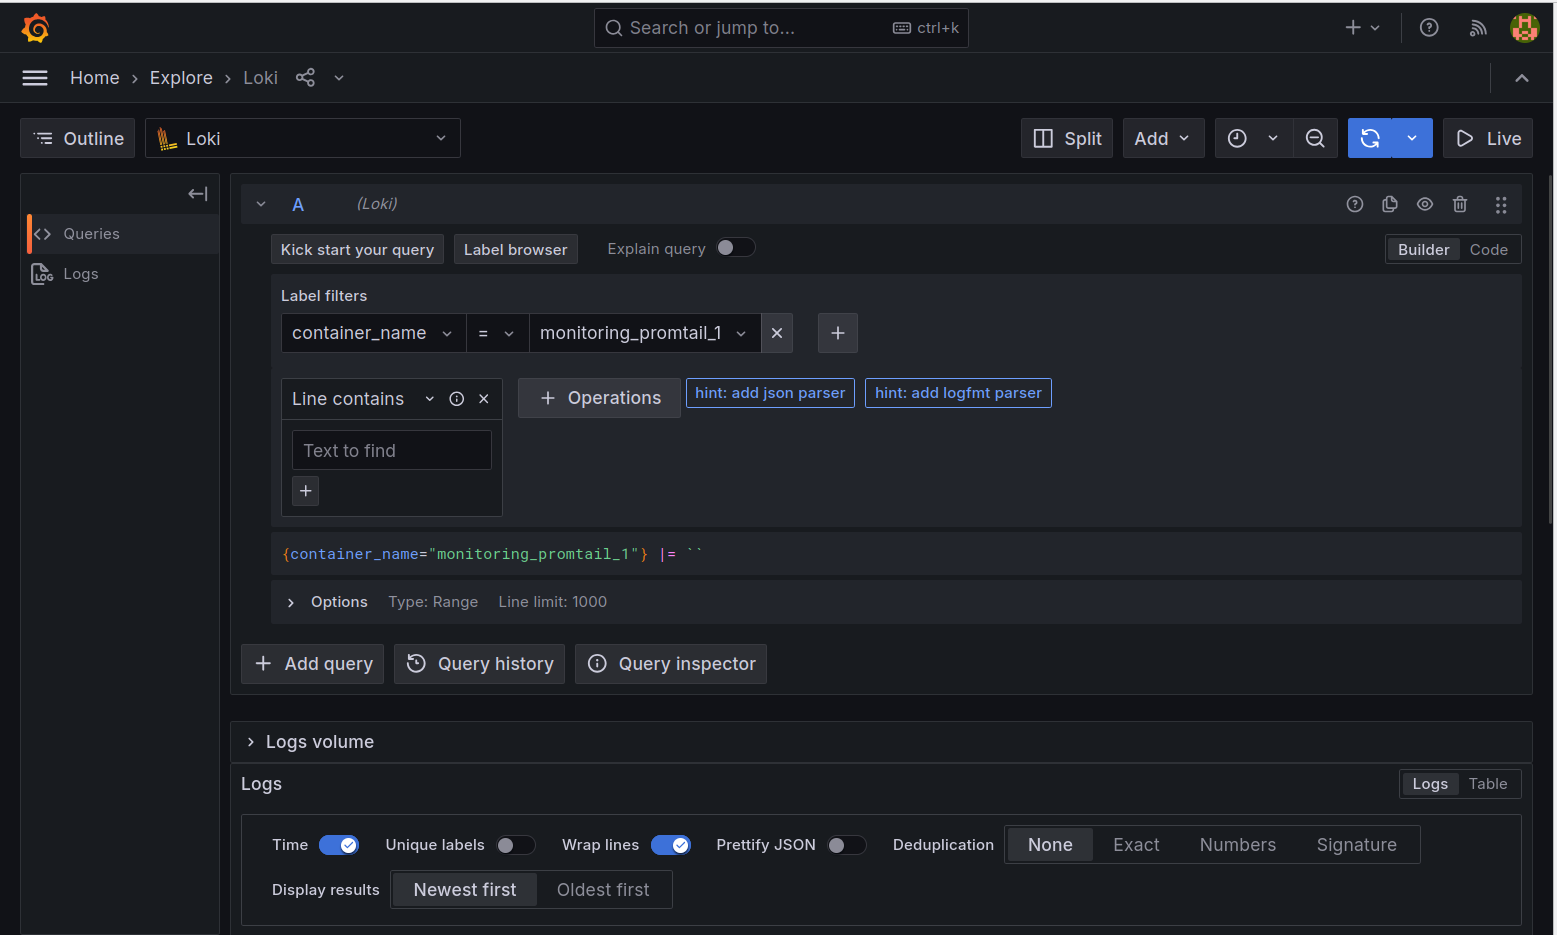 Search or jump to... ctrl+k
Home › Explore › Loki
Outline Loki Split Add Live
A (Loki)
Queries
Kick start your query Label browser Explain query Builder Code
Logs
Label filters
container_name = monitoring_promtail_1
Line contains + Operations hint: add json parser hint: add logfmt parser
Text to find
+
{container_name="monitoring_promtail_1"} |= ``
Options Type: Range Line limit: 1000
+ Add query Query history Query inspector
Logs volume
Logs Logs Table
Time Unique labels Wrap lines Prettify JSON Deduplication None Exact Numbers Signature
Display results Newest first Oldest first